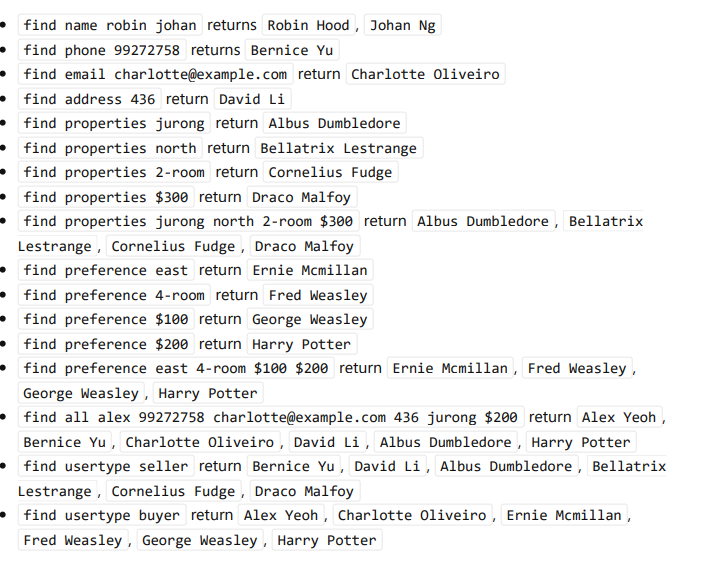 find name robin johan returns Robin Hood, Johan Ng
find phone 99272758 returns Bernice Yu
find email charlotte@example.com return Charlotte Oliveiro
find address 436 return David Li
find properties jurong return Albus Dumbledore
find properties north return Bellatrix Lestrange
find properties 2-room return Cornelius Fudge
find properties $300 return Draco Malfoy
find properties jurong north 2-room $300 return Albus Dumbledore, Bellatrix
Lestrange, Cornelius Fudge, Draco Malfoy
find preference east return Ernie Mcmillan
find preference 4-room return Fred Weasley
find preference $100 return George Weasley
find preference $200 return Harry Potter
find preference east 4-room $100 $200 return Ernie Mcmillan, Fred Weasley,
George Weasley, Harry Potter
find all alex 99272758 charlotte@example.com 436 jurong $200 return Alex Yeoh,
Bernice Yu, Charlotte Oliveiro, David Li, Albus Dumbledore, Harry Potter
find usertype seller return Bernice Yu, David Li, Albus Dumbledore, Bellatrix
Lestrange, Cornelius Fudge, Draco Malfoy
find usertype buyer return Alex Yeoh, Charlotte Oliveiro, Ernie Mcmillan,
Fred Weasley, George Weasley, Harry Potter